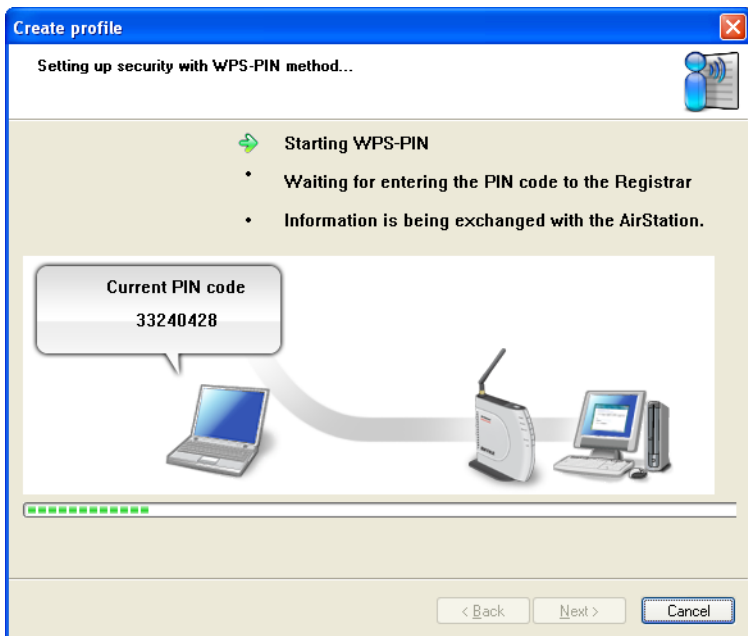 Create profile
Setting up security with WPS-PIN method...
Starting WPS-PIN
• Waiting for entering the PIN code to the Registrar
• Information is being exchanged with the AirStation.
Current PIN code
33240428
< Back Next > Cancel